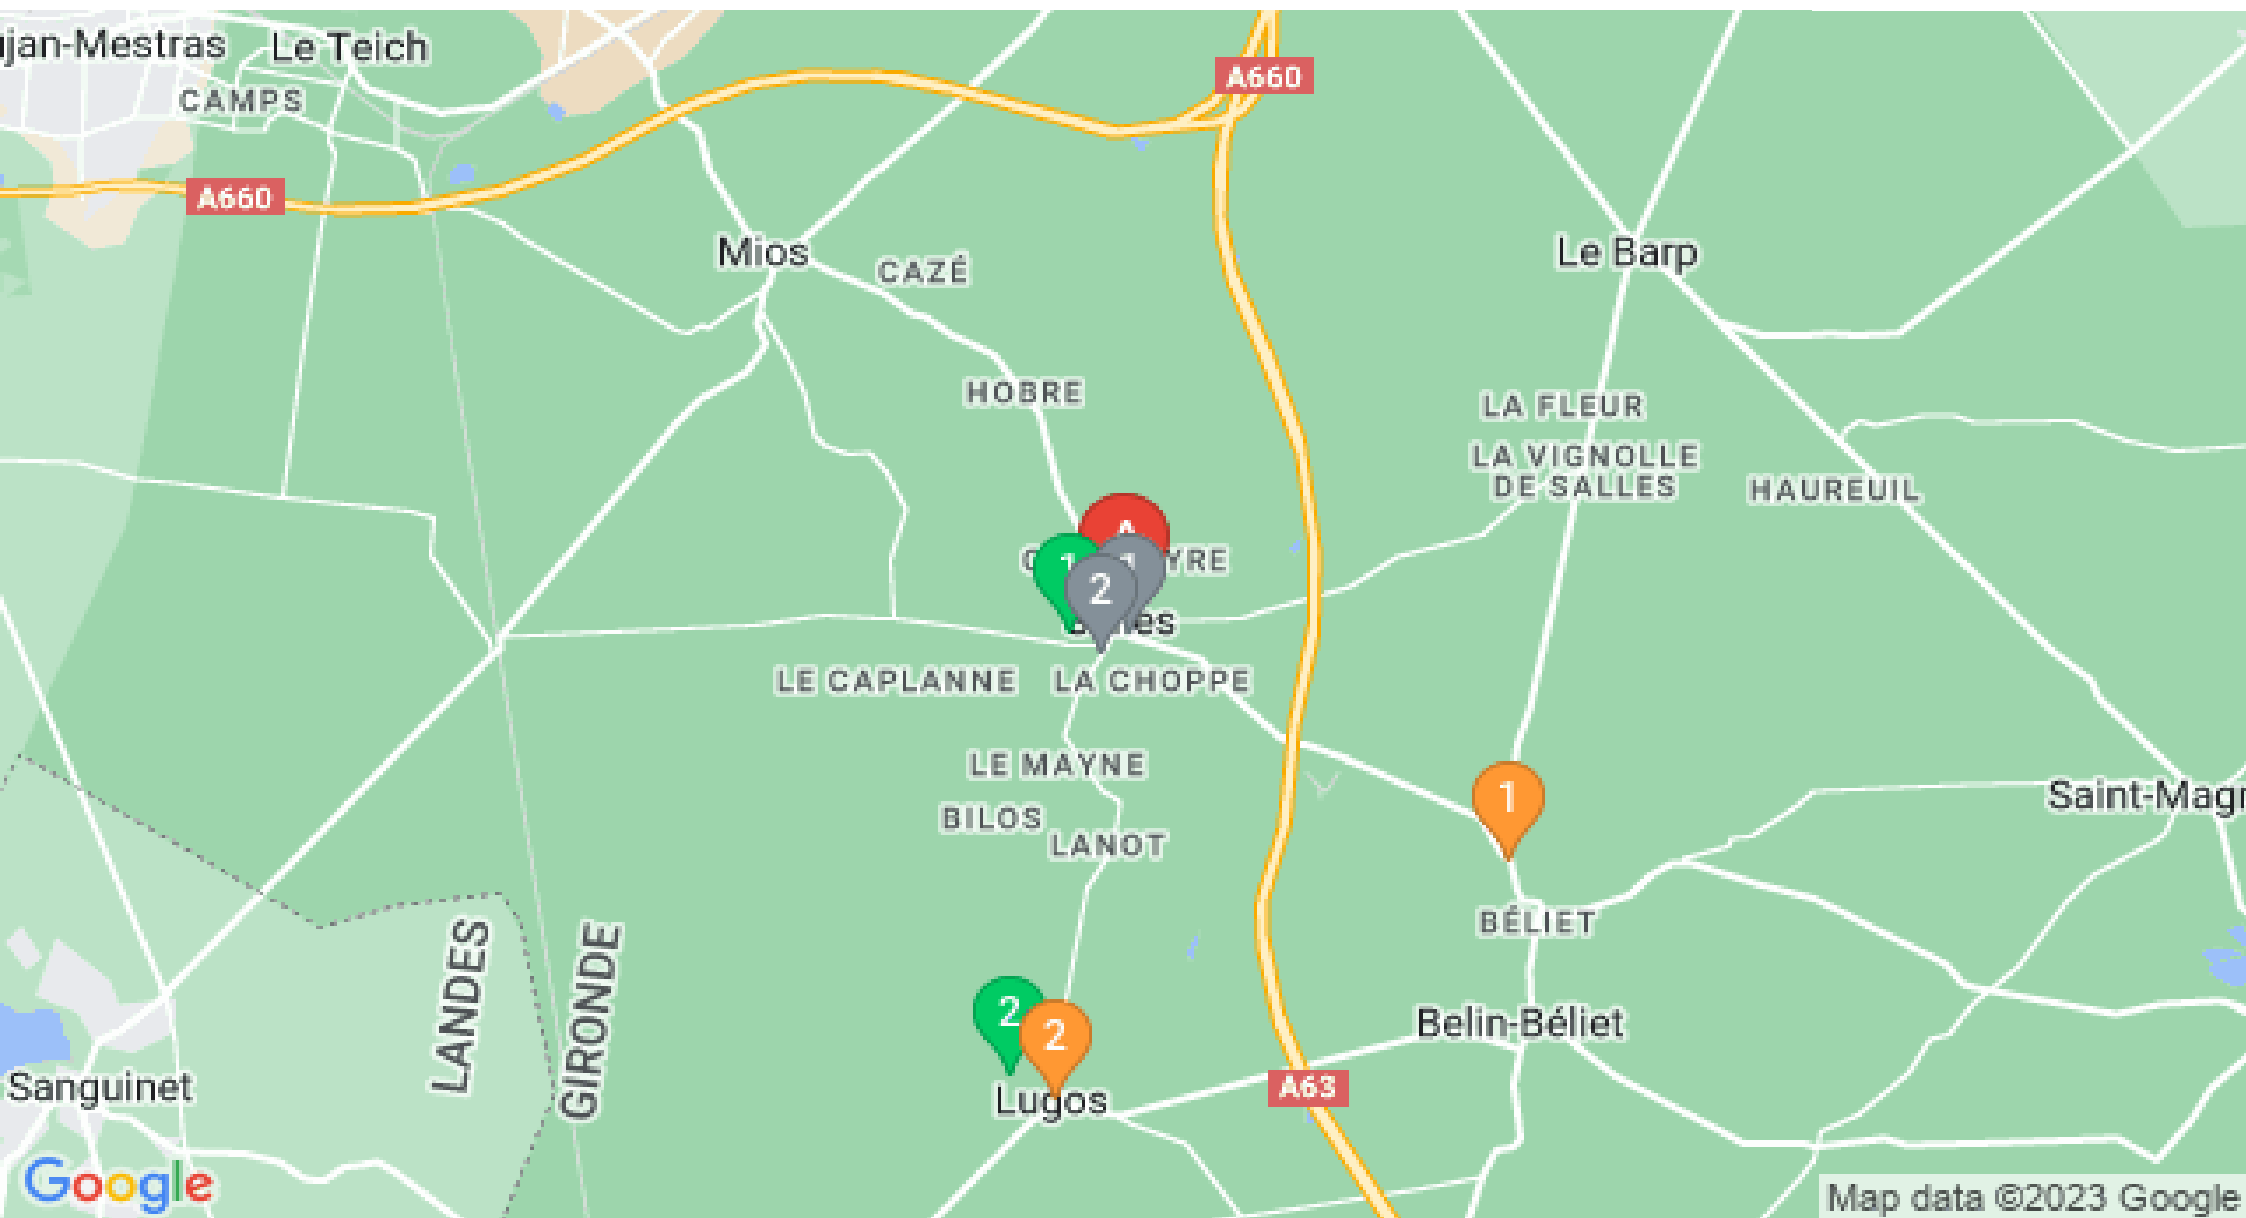 jan-Mestras
Le Teich
CAMPS
A660
A660
Mios
CAZÉ
Le Barp
HOBRE
LA FLEUR
LA VIGNOLLE
DE SALLES
HAUREUIL
A
1
1
2
YRE
es
LE CAPLANNE
LA CHOPPE
LE MAYNE
BILOS
LANOT
1
Saint-Magn
BÉLIET
LANDES
GIRONDE
2
2
Belin-Béliet
Sanguinet
Lugos
A63
Google
Map data ©2023 Google